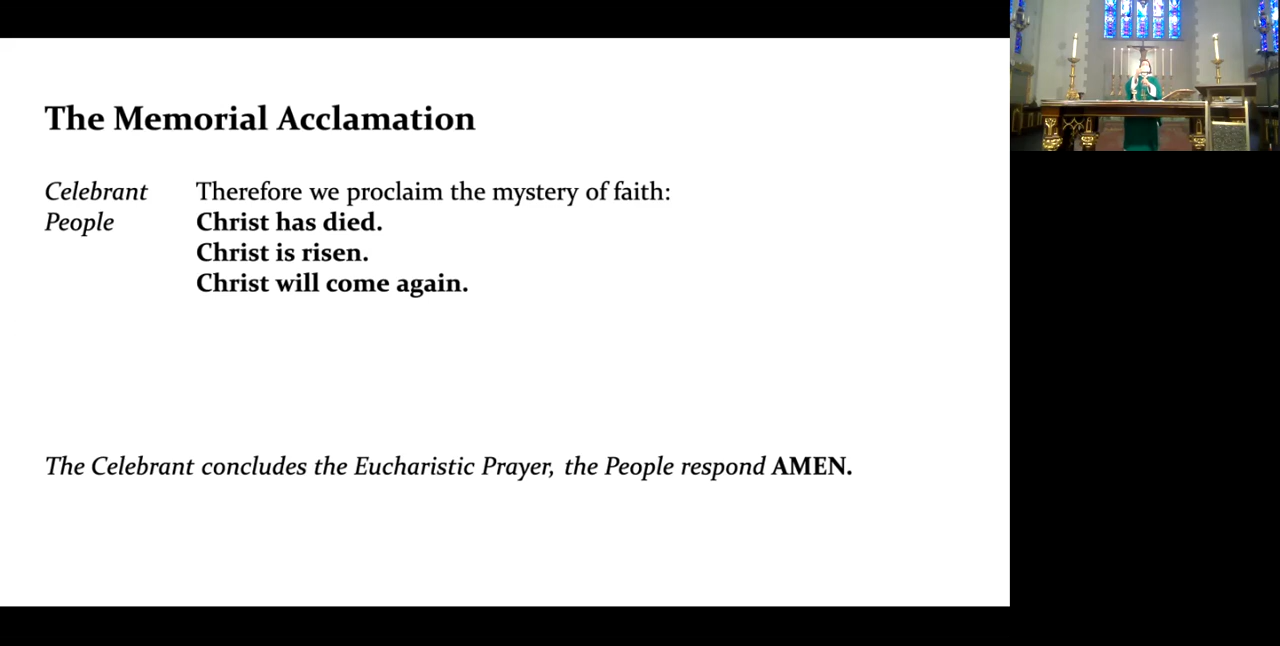 The Memorial Acclamation
Celebrant Therefore we proclaim the mystery of faith:
People Christ has died.
Christ is risen.
Christ will come again.
The Celebrant concludes the Eucharistic Prayer, the People respond AMEN.